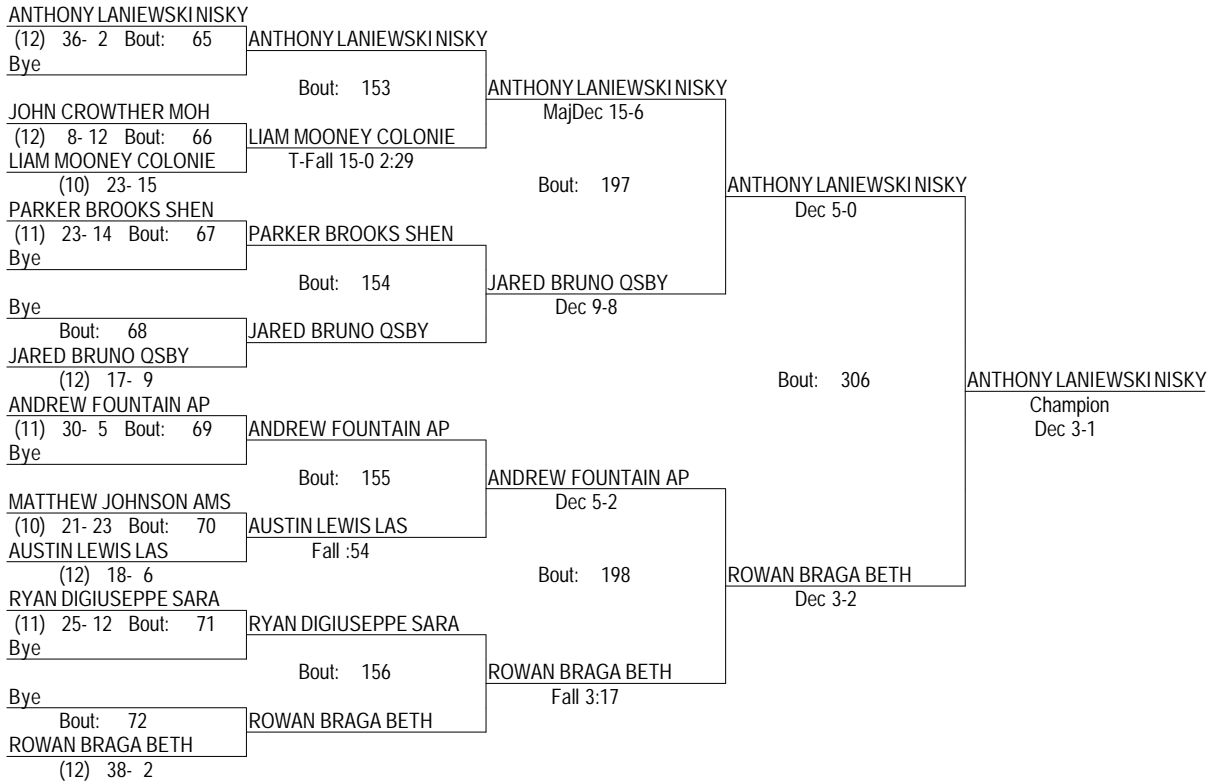 ANTHONY LANIEWSKI NISKY
(12) 36- 2 Bout: 65 ANTHONY LANIEWSKI NISKY
Bye
Bout: 153 ANTHONY LANIEWSKI NISKY
JOHN CROWTHER MOH MajDec 15-6
(12) 8- 12 Bout: 66 LIAM MOONEY COLONIE
LIAM MOONEY COLONIE T-Fall 15-0 2:29
(10) 23- 15 Bout: 197 ANTHONY LANIEWSKI NISKY
PARKER BROOKS SHEN Dec 5-0
(11) 23- 14 Bout: 67 PARKER BROOKS SHEN
Bye
Bout: 154 JARED BRUNO QSBY
Bye Dec 9-8
Bout: 68 JARED BRUNO QSBY
JARED BRUNO QSBY
(12) 17- 9 Bout: 306 ANTHONY LANIEWSKI NISKY
ANDREW FOUNTAIN AP Champion
(11) 30- 5 Bout: 69 ANDREW FOUNTAIN AP Dec 3-1
Bye
Bout: 155 ANDREW FOUNTAIN AP
MATTHEW JOHNSON AMS Dec 5-2
(10) 21- 23 Bout: 70 AUSTIN LEWIS LAS
AUSTIN LEWIS LAS Fall :54
(12) 18- 6 Bout: 198 ROWAN BRAGA BETH
RYAN DIGIUSEPPE SARA Dec 3-2
(11) 25- 12 Bout: 71 RYAN DIGIUSEPPE SARA
Bye
Bout: 156 ROWAN BRAGA BETH
Bye Fall 3:17
Bout: 72 ROWAN BRAGA BETH
ROWAN BRAGA BETH
(12) 38- 2